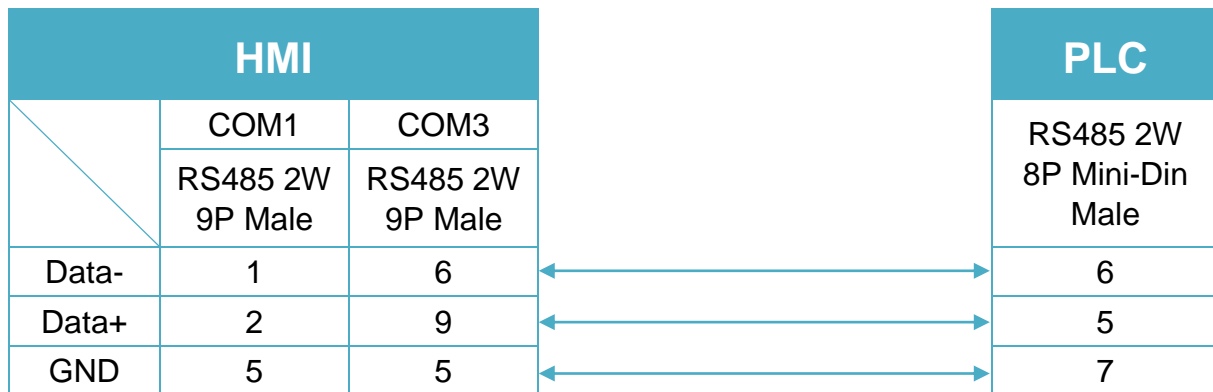 HMI
PLC
COM1 COM3
RS485 2W
9P Male
RS485 2W
9P Male
RS485 2W
8P Mini-Din
Male
Data- 1 6 6
Data+ 2 9 5
GND 5 5 7